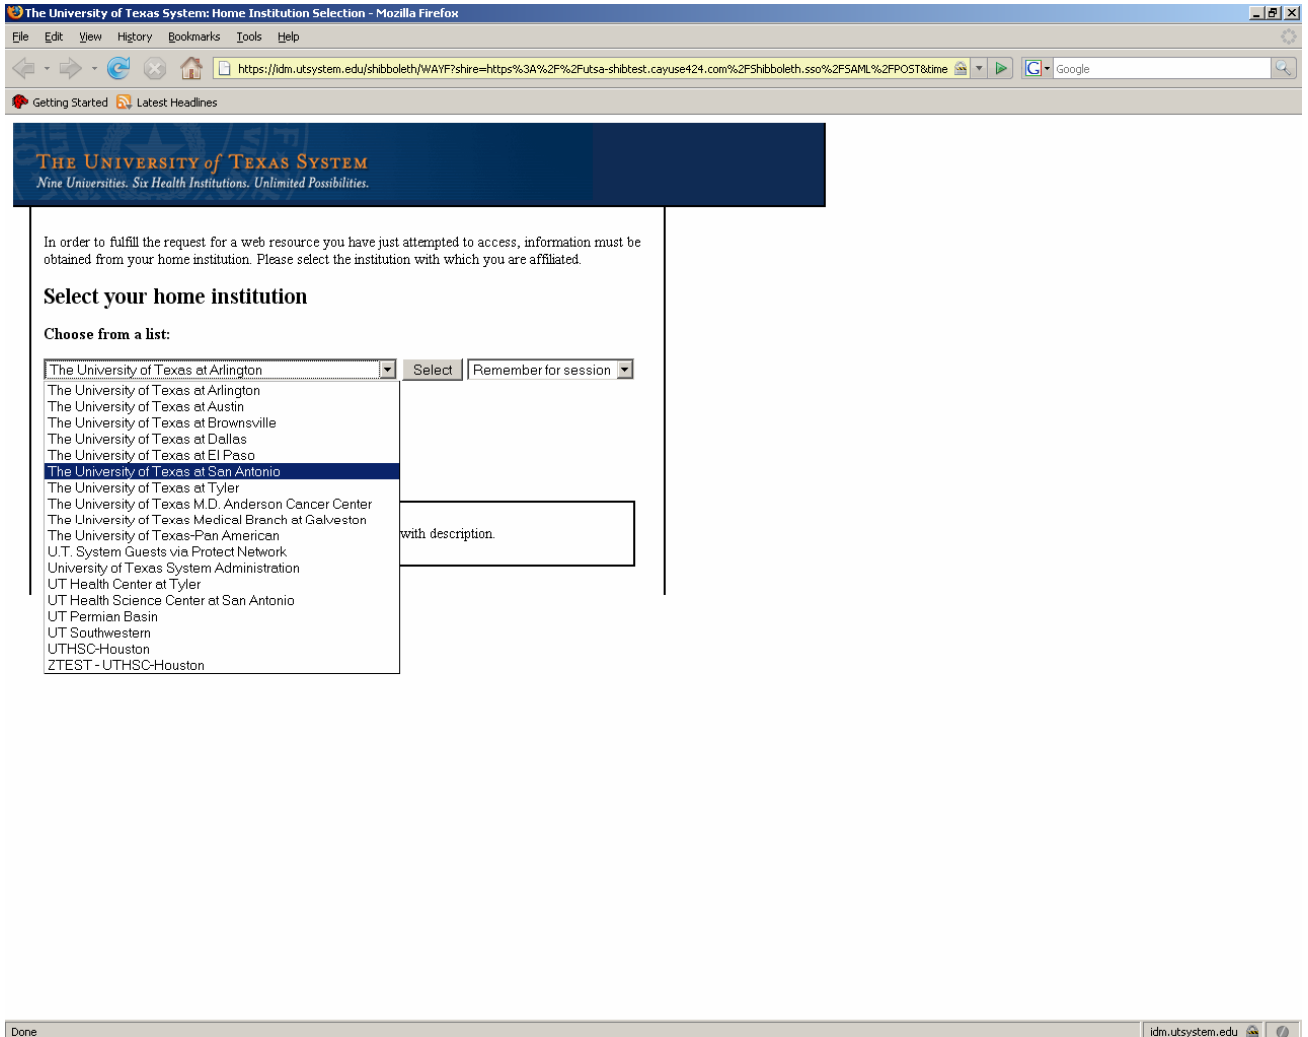 The University of Texas System: Home Institution Selection - Mozilla Firefox
File Edit View History Bookmarks Tools Help
https://idm.utsystem.edu/shibboleth/WAYF?shire=https%3A%2F%2Futsa-shibtest.cayuse424.com%2FShibboleth.sso%2FSAML%2FPOST&time
G Google
Getting Started Latest Headlines
THE UNIVERSITY of TEXAS SYSTEM
Nine Universities. Six Health Institutions. Unlimited Possibilities.
In order to fulfill the request for a web resource you have just attempted to access, information must be
obtained from your home institution. Please select the institution with which you are affiliated.
Select your home institution
Choose from a list:
The University of Texas at Arlington Select Remember for session
The University of Texas at Arlington
The University of Texas at Austin
The University of Texas at Brownsville
The University of Texas at Dallas
The University of Texas at El Paso
The University of Texas at San Antonio
The University of Texas at Tyler
The University of Texas M.D. Anderson Cancer Center
The University of Texas Medical Branch at Galveston
The University of Texas-Pan American with description.
U.T. System Guests via Protect Network
University of Texas System Administration
UT Health Center at Tyler
UT Health Science Center at San Antonio
UT Permian Basin
UT Southwestern
UTHSC-Houston
ZTEST - UTHSC-Houston
Done idm.utsystem.edu